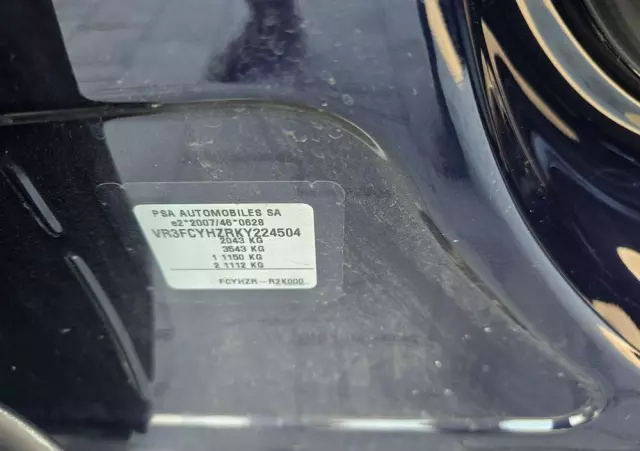 PSA AUTOMOBILES SA
e2*2007/46*0628
VR3FCYHZRKY224504
2043 KG
3543 KG
1 1150 KG
2 1112 KG
FCYHZR-R2K000